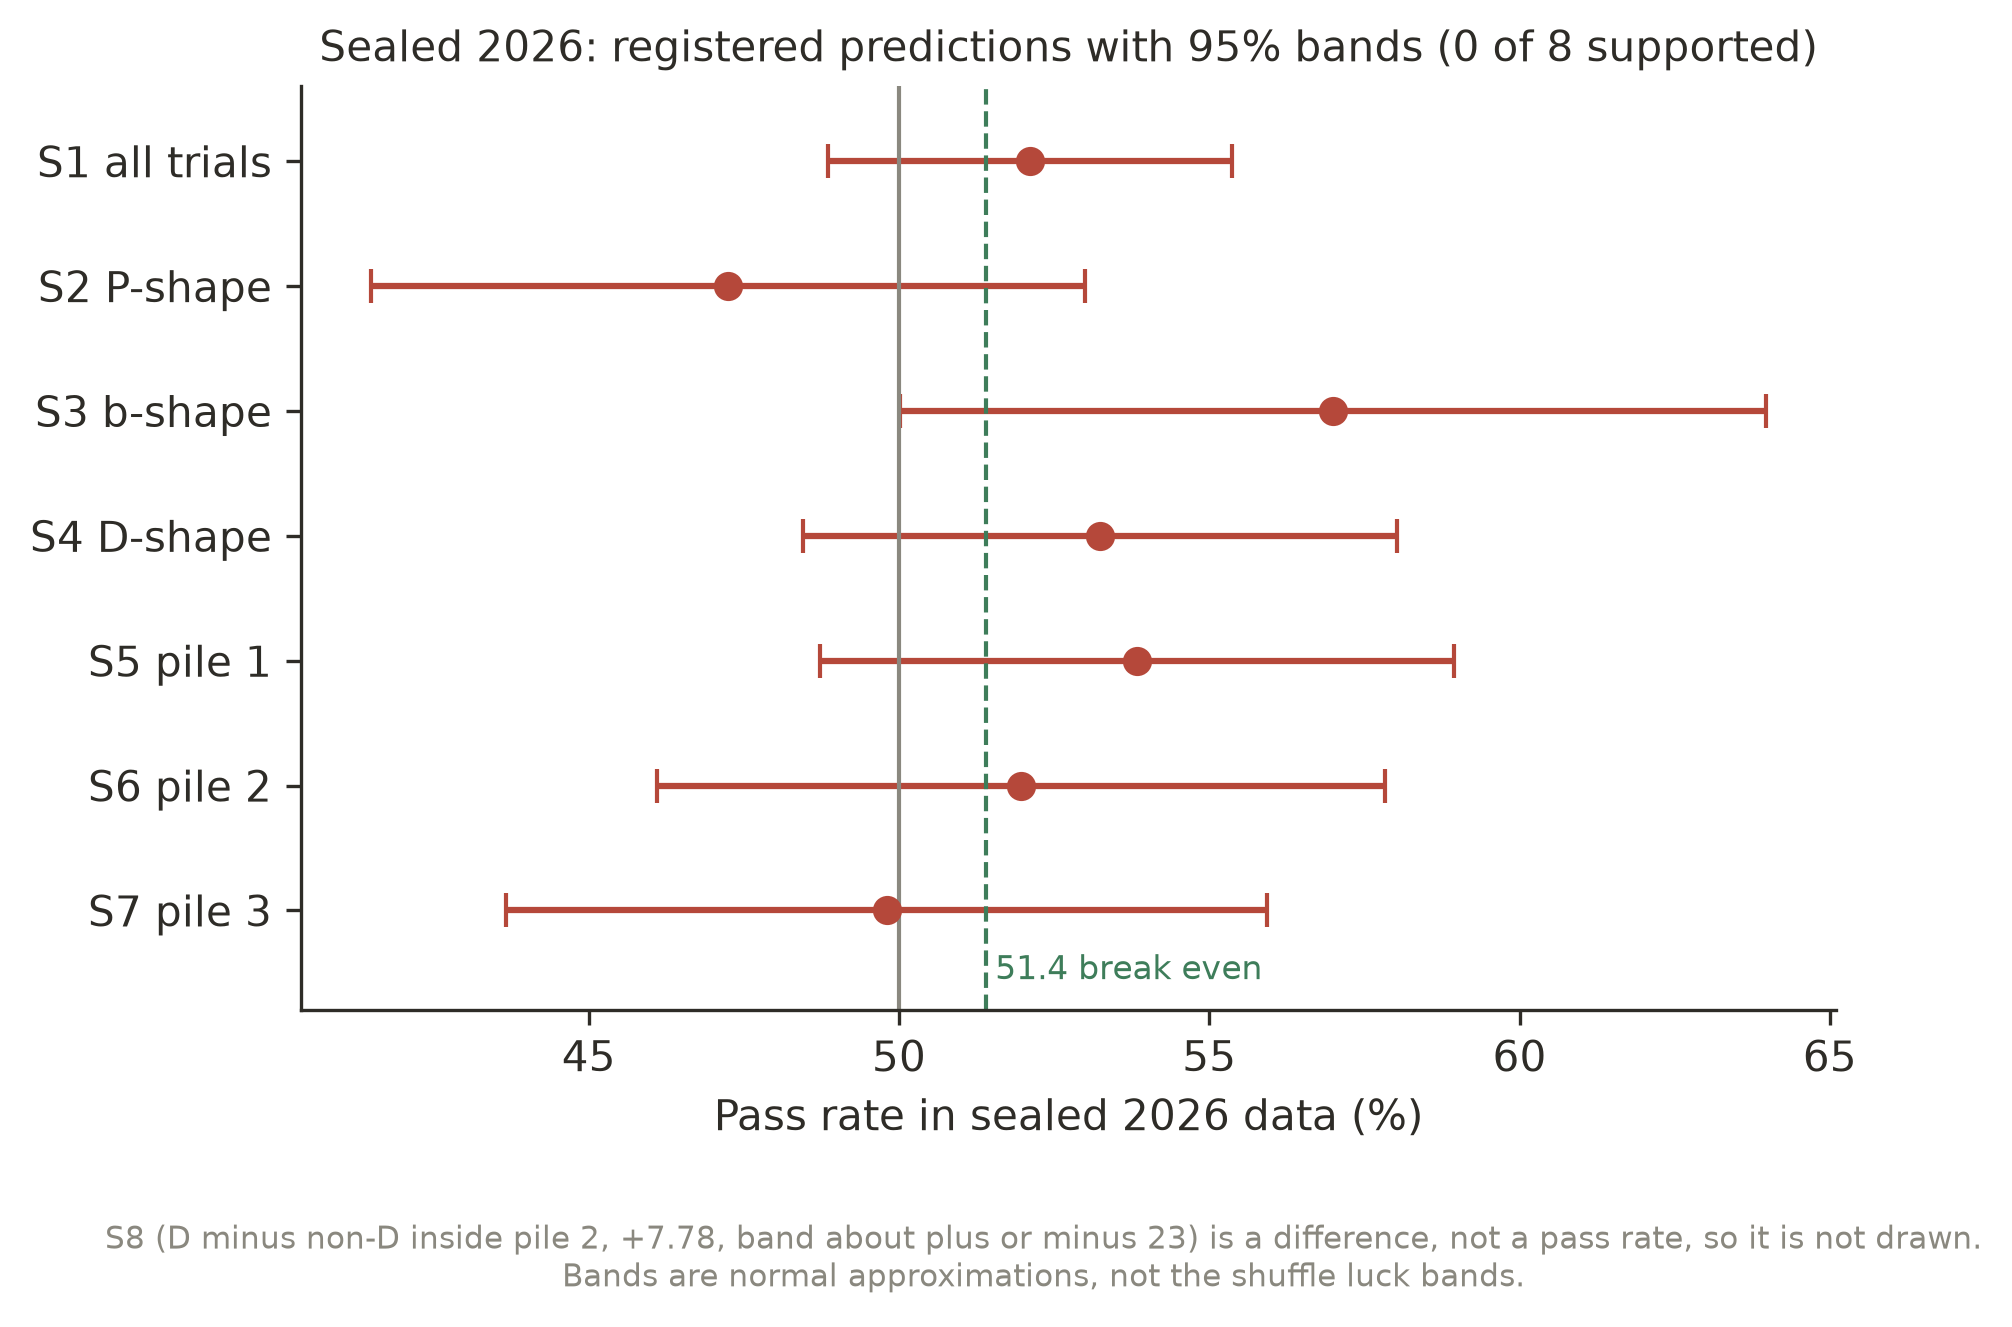 Sealed 2026: registered predictions with 95% bands (0 of 8 supported)
S1 all trials
S2 P-shape
S3 b-shape
S4 D-shape
S5 pile 1
S6 pile 2
S7 pile 3
51.4 break even
45 50 55 60 65
Pass rate in sealed 2026 data (%)
S8 (D minus non-D inside pile 2, +7.78, band about plus or minus 23) is a difference, not a pass rate, so it is not drawn.
Bands are normal approximations, not the shuffle luck bands.